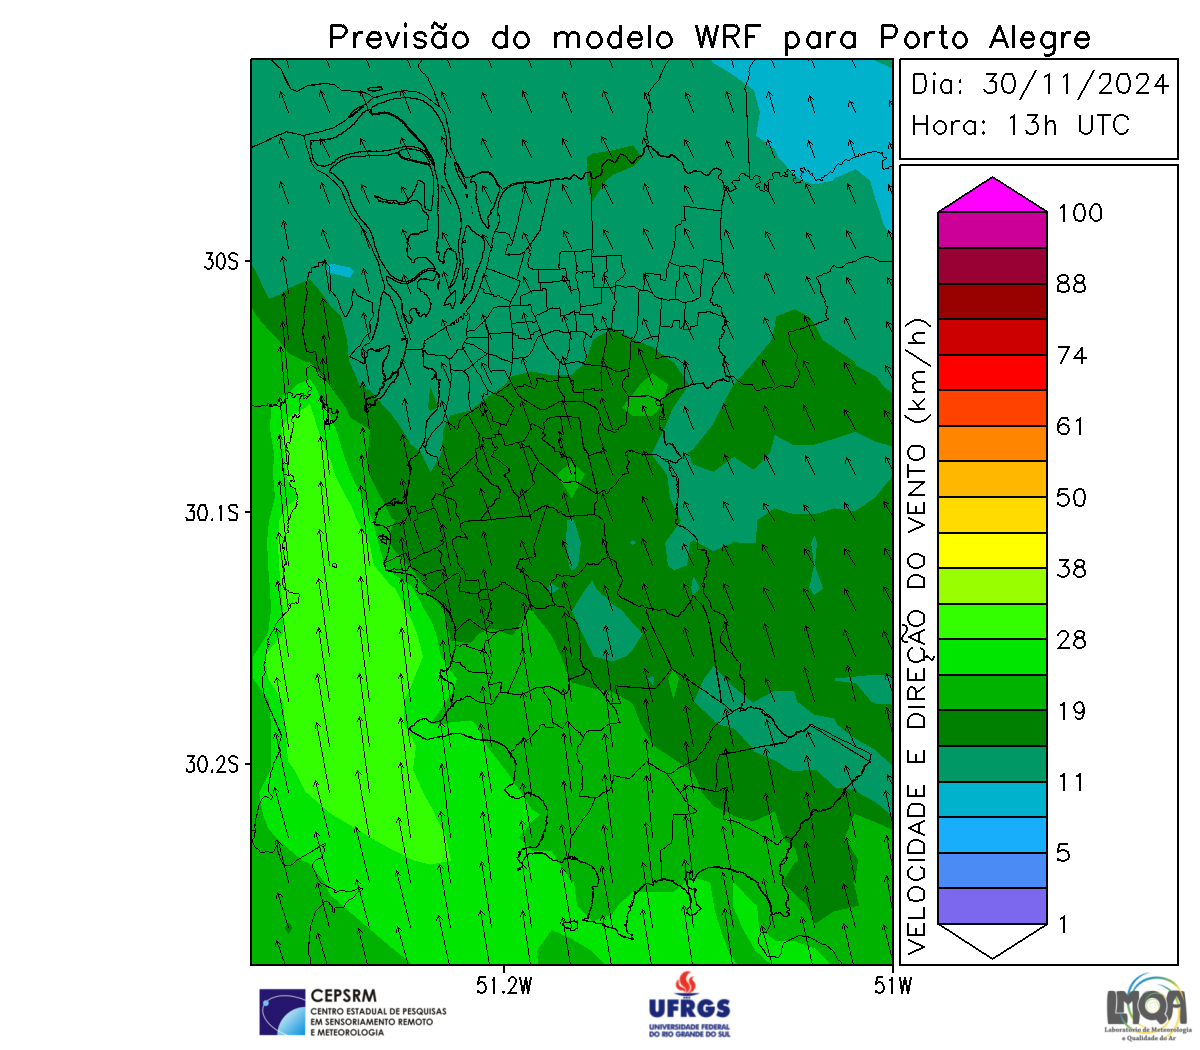 Previsão do modelo WRF para Porto Alegre
Dia: 30/11/2024
Hora: 13h UTC
100
88
74
61
50
38
28
19
11
5
1
VELOCIDADE E DIREÇÃO DO VENTO (km/h)
30S
30.1S
30.2S
51.2W
51W
CEPSRM
CENTRO ESTADUAL DE PESQUISAS
EM SENSORIAMENTO REMOTO
E METEOROLOGIA
UFRGS
UNIVERSIDADE FEDERAL
DO RIO GRANDE DO SUL
LMQA
Laboratório de Meteorologia
e Qualidade do Ar